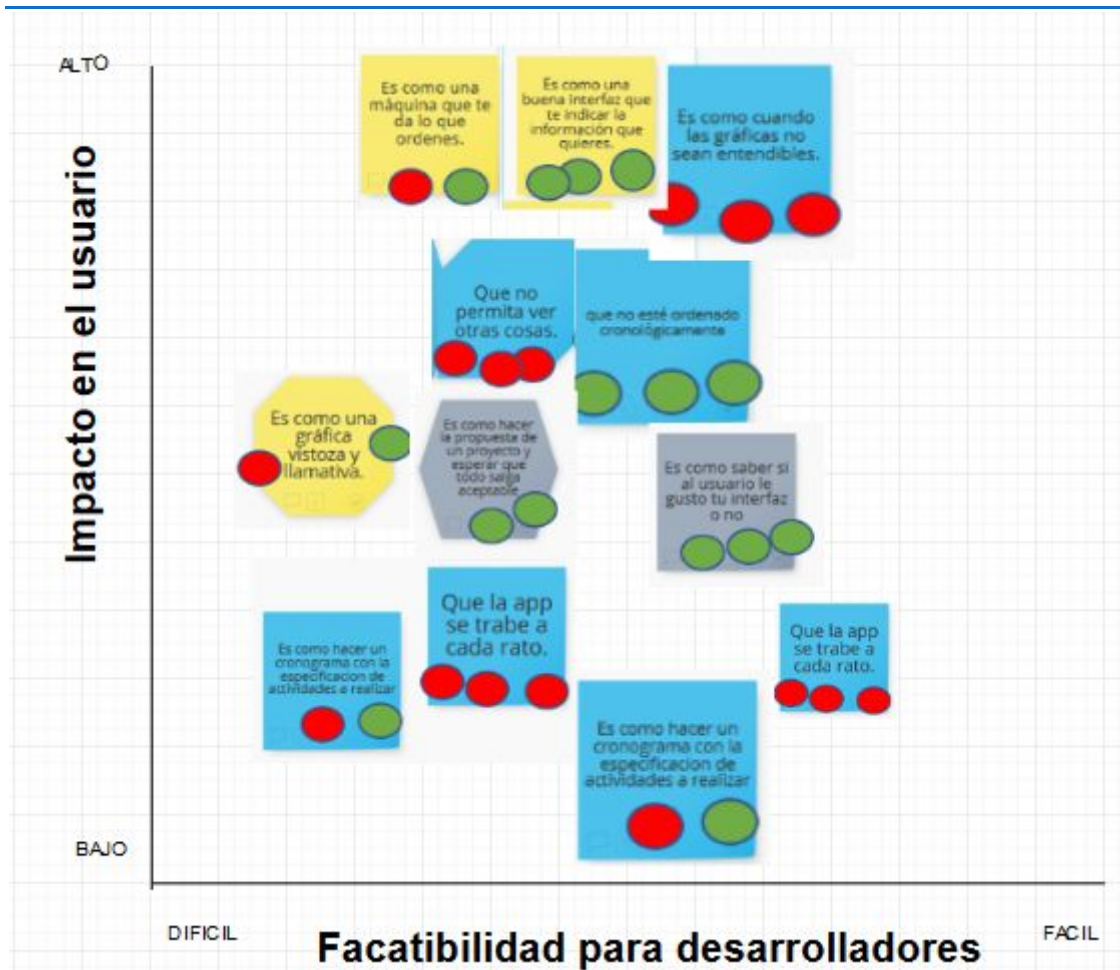 ALTO
Impacto en el usuario
Es como una
máquina que te
da lo que
ordenes.
Es como una
buena interfaz que
te indicar la
información que
quieres.
Es como cuando
las gráficas no
sean entendibles.
Que no
permita ver
otras cosas.
que no esté ordenado
cronológicamente
Es como una
gráfica
vistoza y
llamativa.
Es como hacer
la propuesta de
un proyecto y
esperar que
todo salga
aceptable
Es como saber si
al usuario le
gusto tu interfaz
o no
Es como hacer un
cronograma con la
especificacion de
actividades a realizar
Que la app
se trabe a
cada rato.
Que la app
se trabe a
cada rato.
Es como hacer un
cronograma con la
especificacion de
actividades a realizar
BAJO
DIFICIL
Facatibilidad para desarrolladores
FACIL